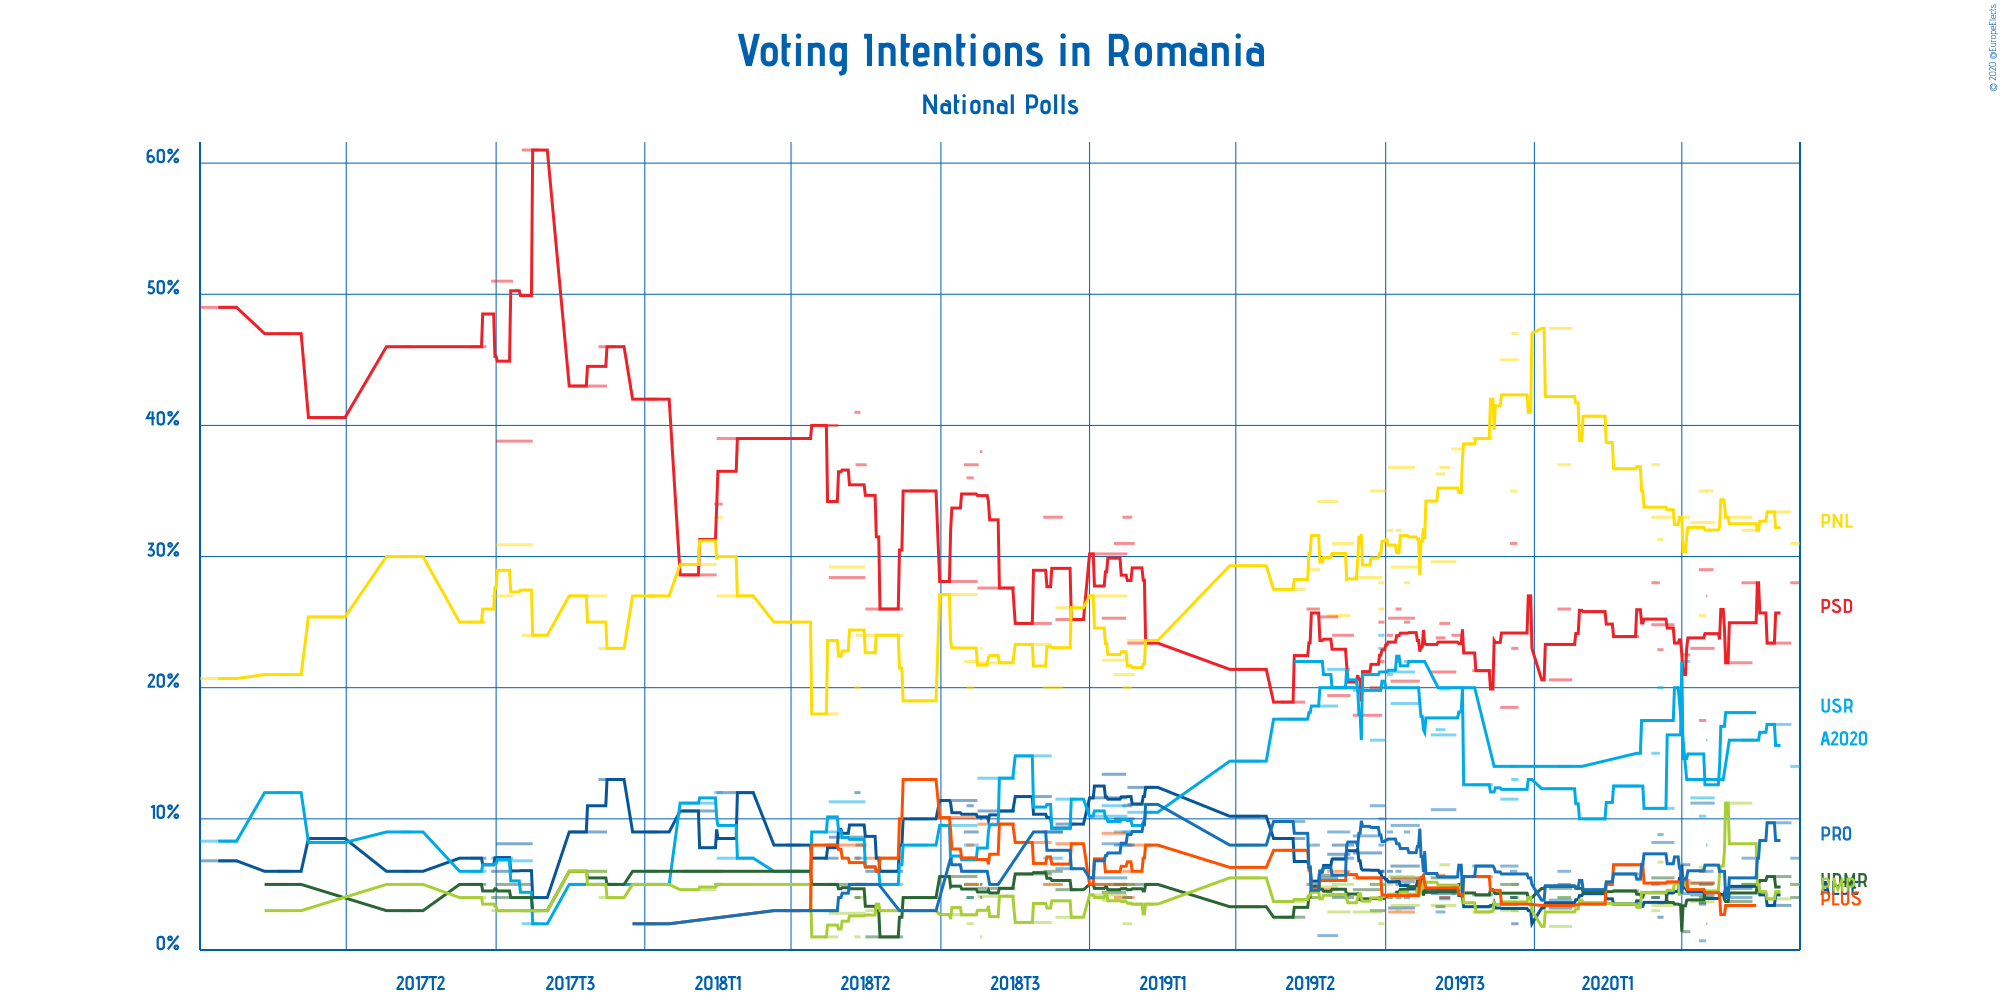 © 2020 @EuropeElects
Voting Intentions in Romania
National Polls
60%
50%
40%
30%
20%
10%
0%
PNL
PSD
USR
A2020
PRO
UDMR
PLUS
2017T2
2017T3
2018T1
2018T2
2018T3
2019T1
2019T2
2019T3
2020T1